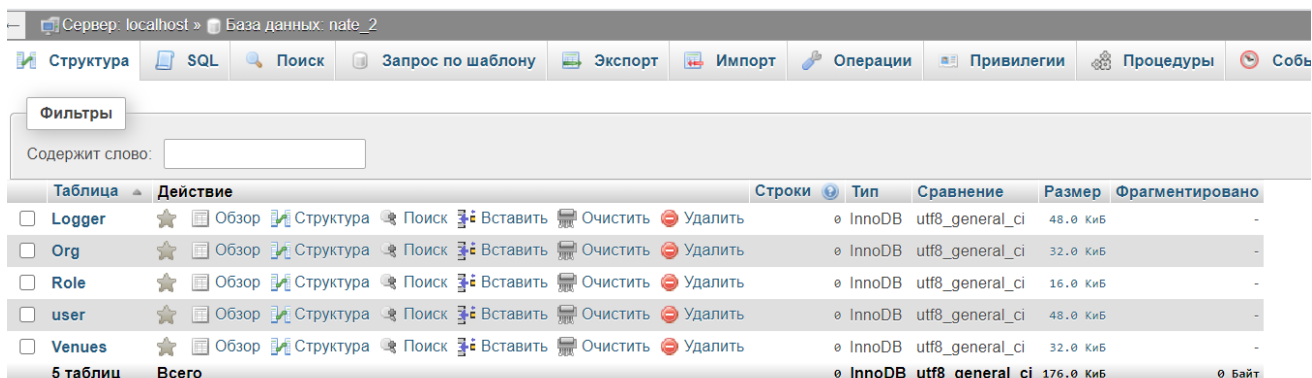 ← Сервер: localhost » База данных: nate_2
Структура SQL Поиск Запрос по шаблону Экспорт Импорт Операции Привилегии Процедуры Собы
Фильтры
Содержит слово:
Таблица Действие Строки Тип Сравнение Размер Фрагментировано
Logger Обзор Структура Поиск Вставить Очистить Удалить 0 InnoDB utf8_general_ci 48.0 КиБ -
Org Обзор Структура Поиск Вставить Очистить Удалить 0 InnoDB utf8_general_ci 32.0 КиБ -
Role Обзор Структура Поиск Вставить Очистить Удалить 0 InnoDB utf8_general_ci 16.0 КиБ -
user Обзор Структура Поиск Вставить Очистить Удалить 0 InnoDB utf8_general_ci 48.0 КиБ -
Venues Обзор Структура Поиск Вставить Очистить Удалить 0 InnoDB utf8_general_ci 32.0 КиБ -
5 таблиц Всего 0 InnoDB utf8_general_ci 176.0 КиБ 0 Байт